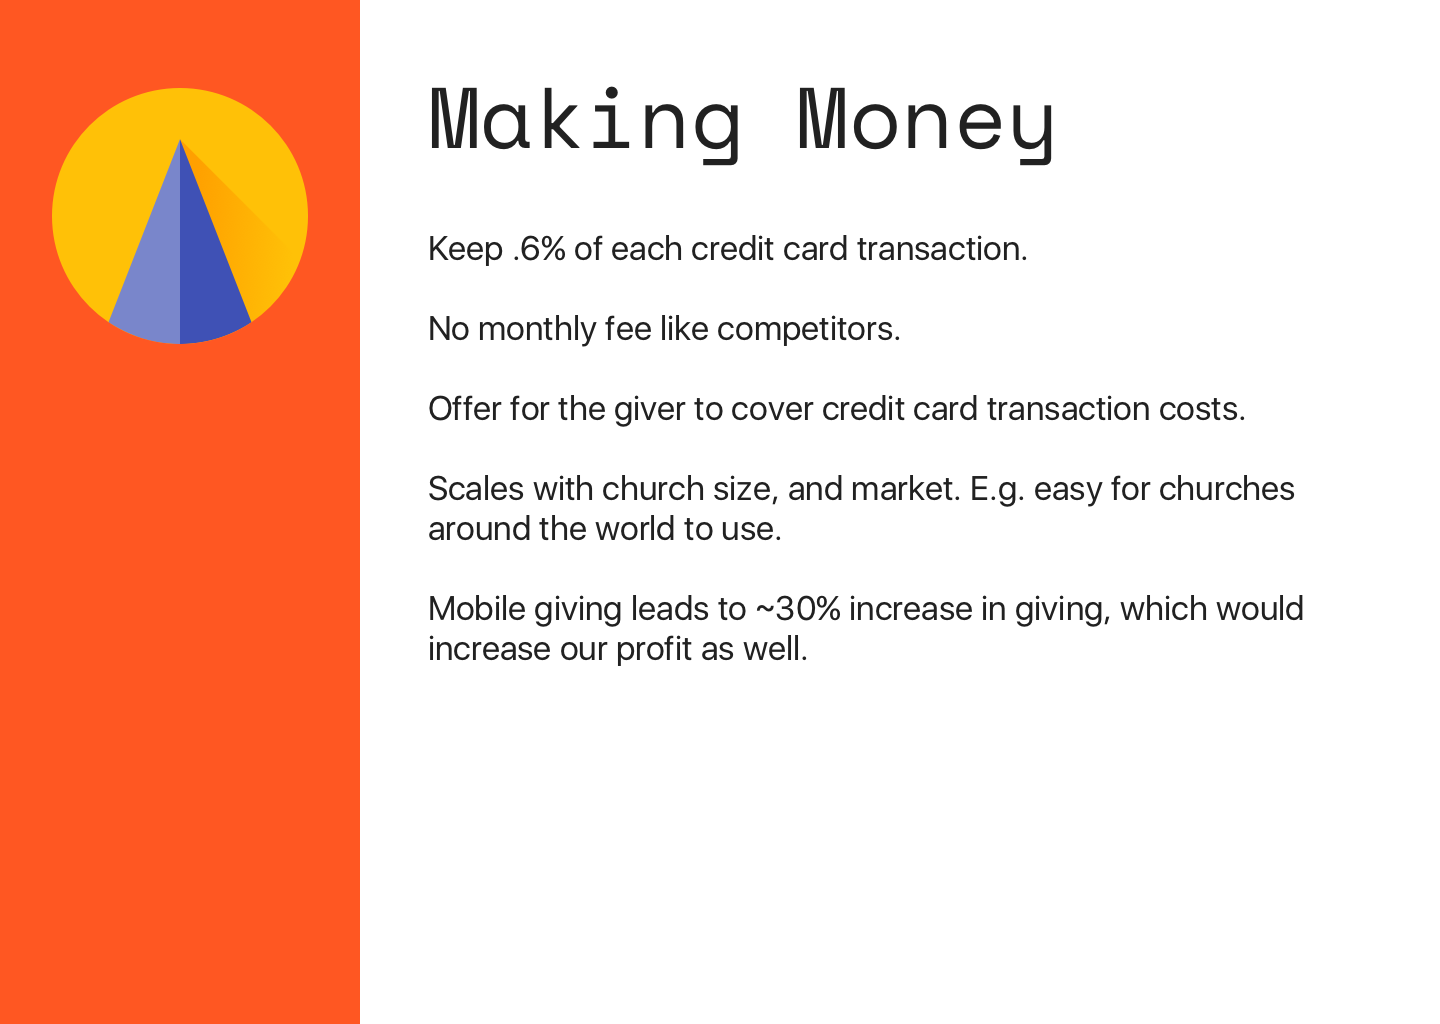 Making Money
Keep .6% of each credit card transaction.
No monthly fee like competitors.
Offer for the giver to cover credit card transaction costs.
Scales with church size, and market. E.g. easy for churches
around the world to use.
Mobile giving leads to ~30% increase in giving, which would
increase our profit as well.